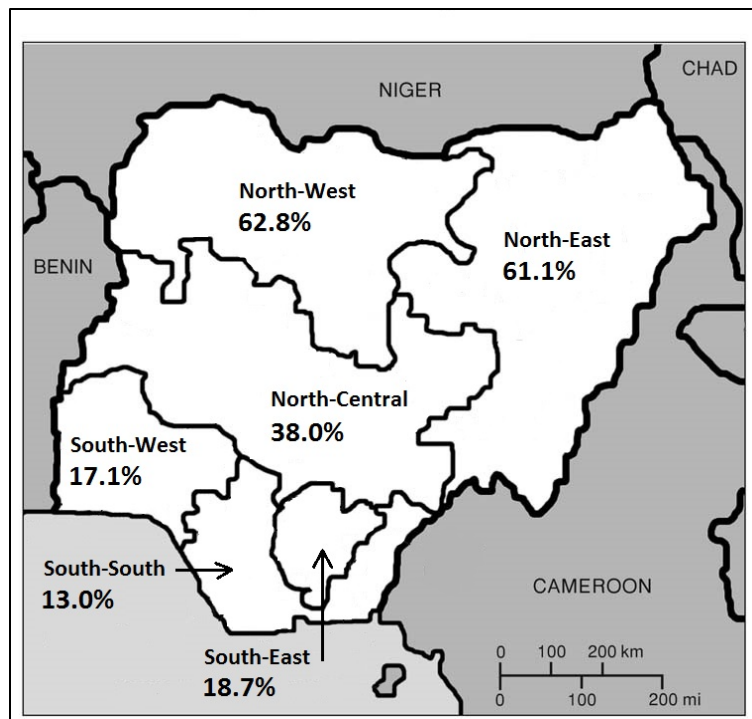 CHAD
NIGER
North-West
62.8%
North-East
61.1%
BENIN
North-Central
38.0%
South-West
17.1%
South-South
13.0%
CAMEROON
South-East
18.7%
0 100 200 km
0 100 200 mi